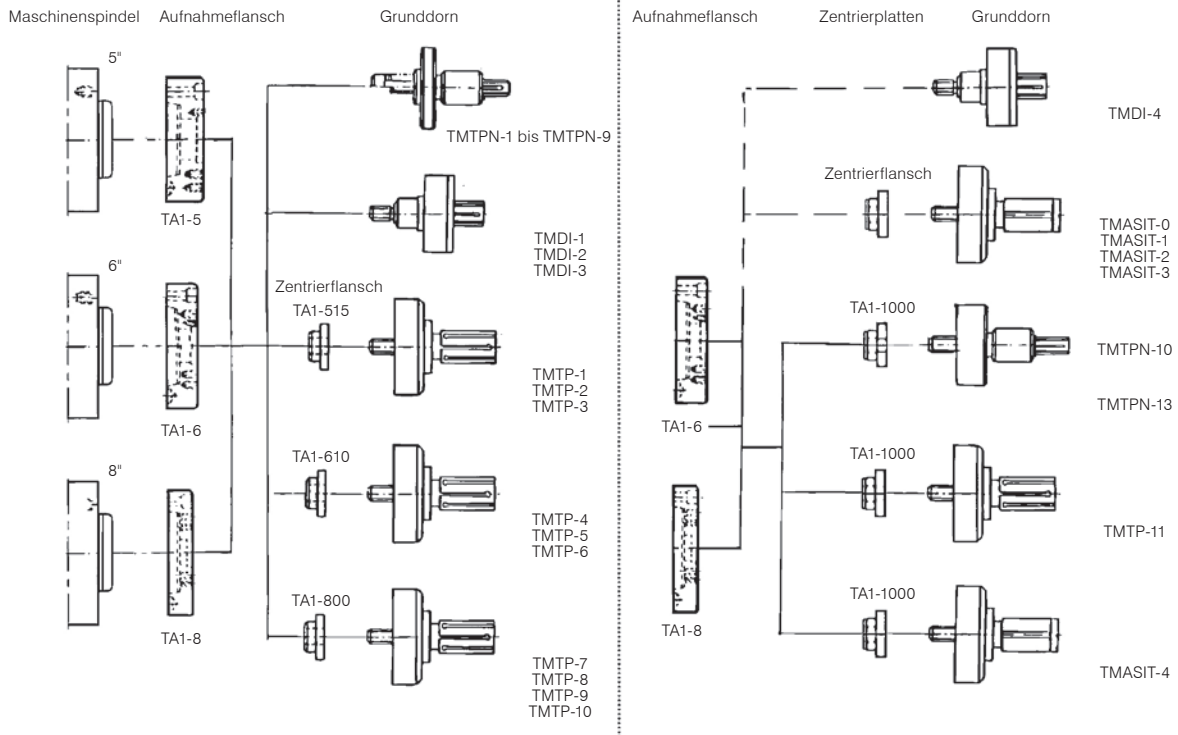 Maschinenspindel
Aufnahmeflansch
Grunddorn
5"
TA1-5
TMTPN-1 bis TMTPN-9
TMDI-1
TMDI-2
TMDI-3
6"
TA1-6
Zentrierflansch
TA1-515
TMTP-1
TMTP-2
TMTP-3
TA1-610
TMTP-4
TMTP-5
TMTP-6
8"
TA1-8
TA1-800
TMTP-7
TMTP-8
TMTP-9
TMTP-10
Aufnahmeflansch
Zentrierplatten
Grunddorn
TMDI-4
Zentrierflansch
TMASIT-0
TMASIT-1
TMASIT-2
TMASIT-3
TA1-6
TA1-1000
TMTPN-10
TMTPN-13
TA1-1000
TMTP-11
TA1-8
TA1-1000
TMASIT-4